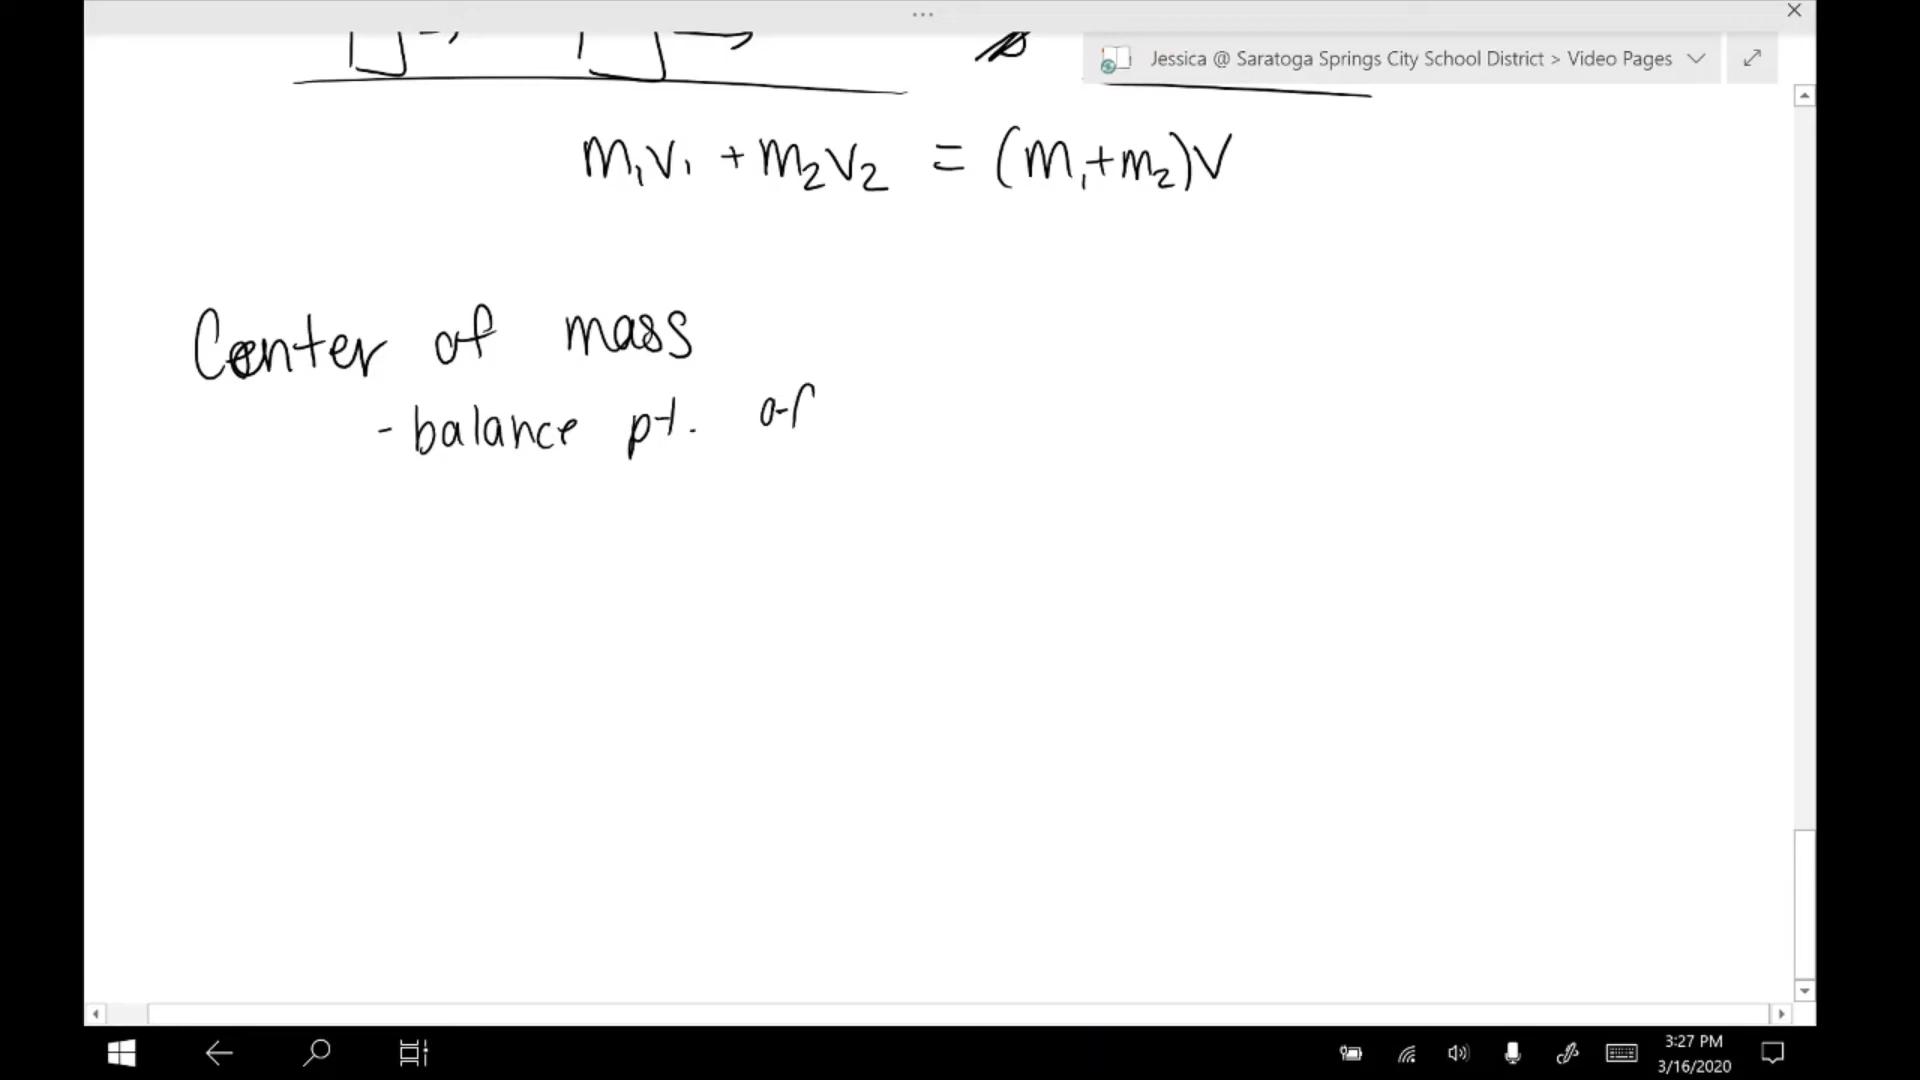 Jessica @ Saratoga Springs City School District > Video Pages
m₁v₁ + m₂v₂ = (m₁+m₂)V
Center of mass
- balance pt. of
3:27 PM
3/16/2020